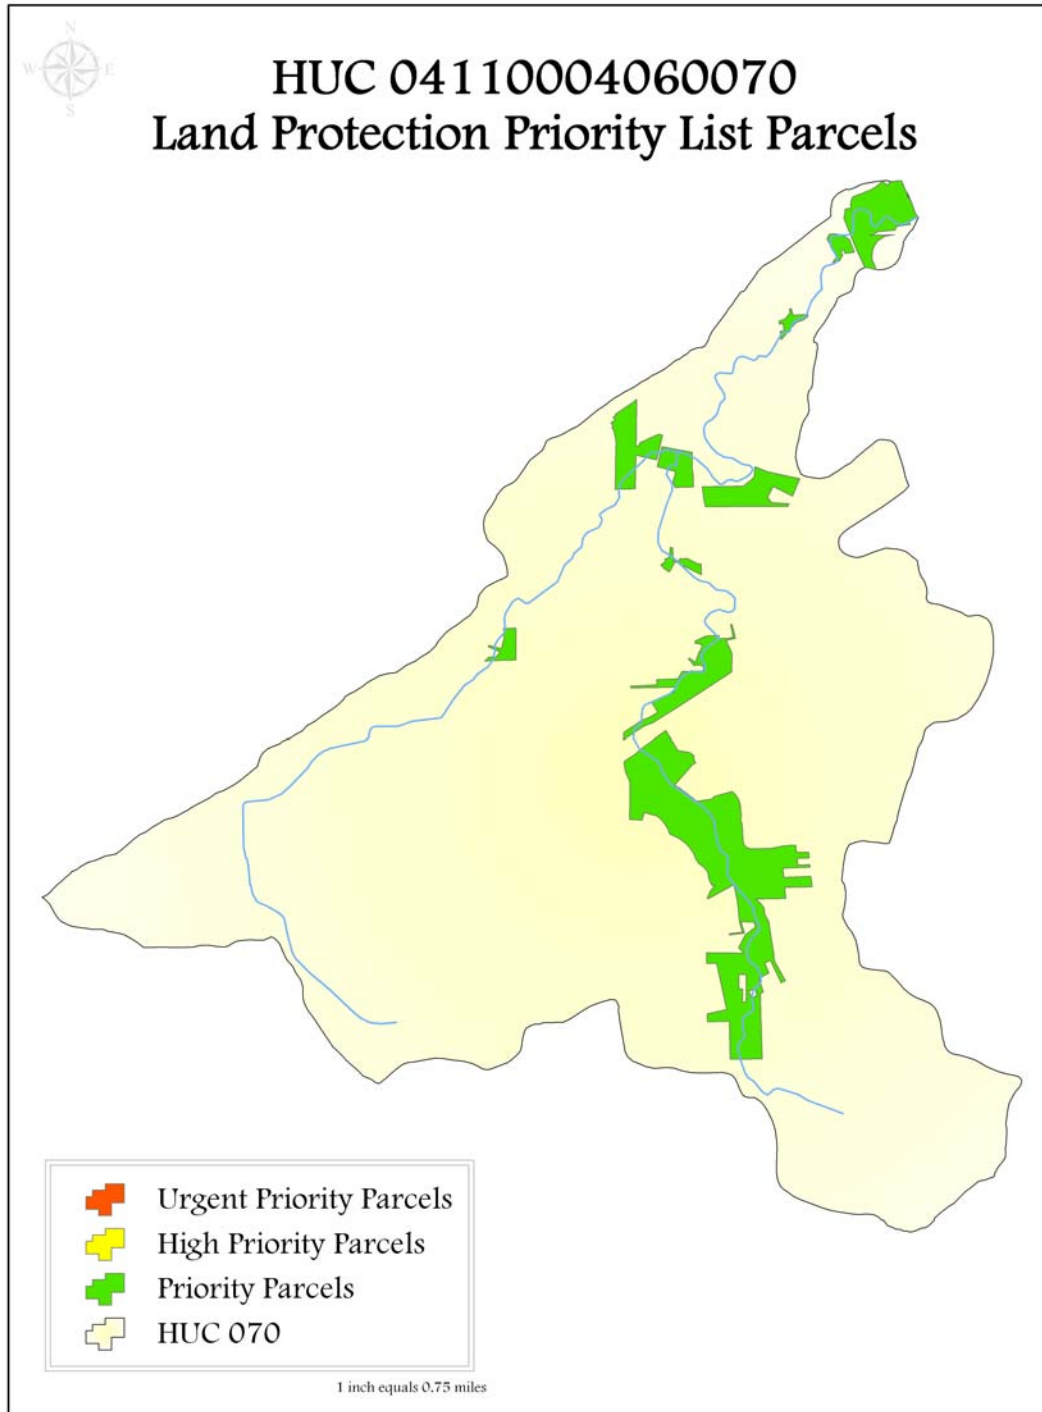 N
W E
S
HUC 04110004060070
Land Protection Priority List Parcels
Urgent Priority Parcels
High Priority Parcels
Priority Parcels
HUC 070
1 inch equals 0.75 miles